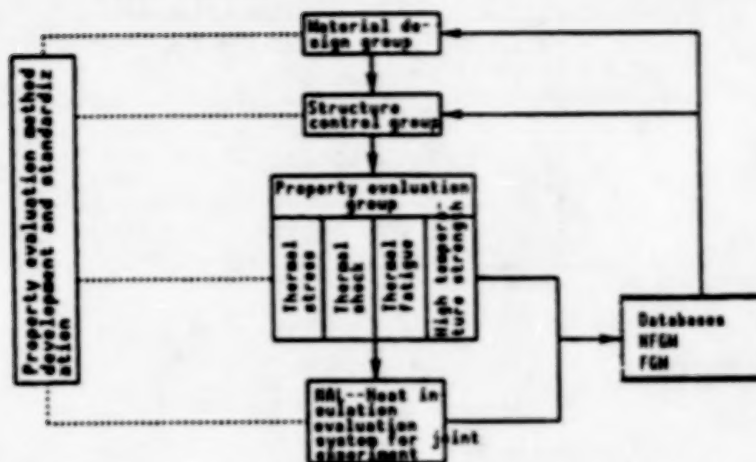 Material de-
sign group
Structure
control group
Property evaluation
group
Thermal
stress
Thermal
shock
Thermal
fatigue
High tempera-
ture strength
Property evaluation method
development and standardiz
ation
Databases
NFGM
FGM
NAL--Heat in
sulation
evaluation
system for joint
experiment